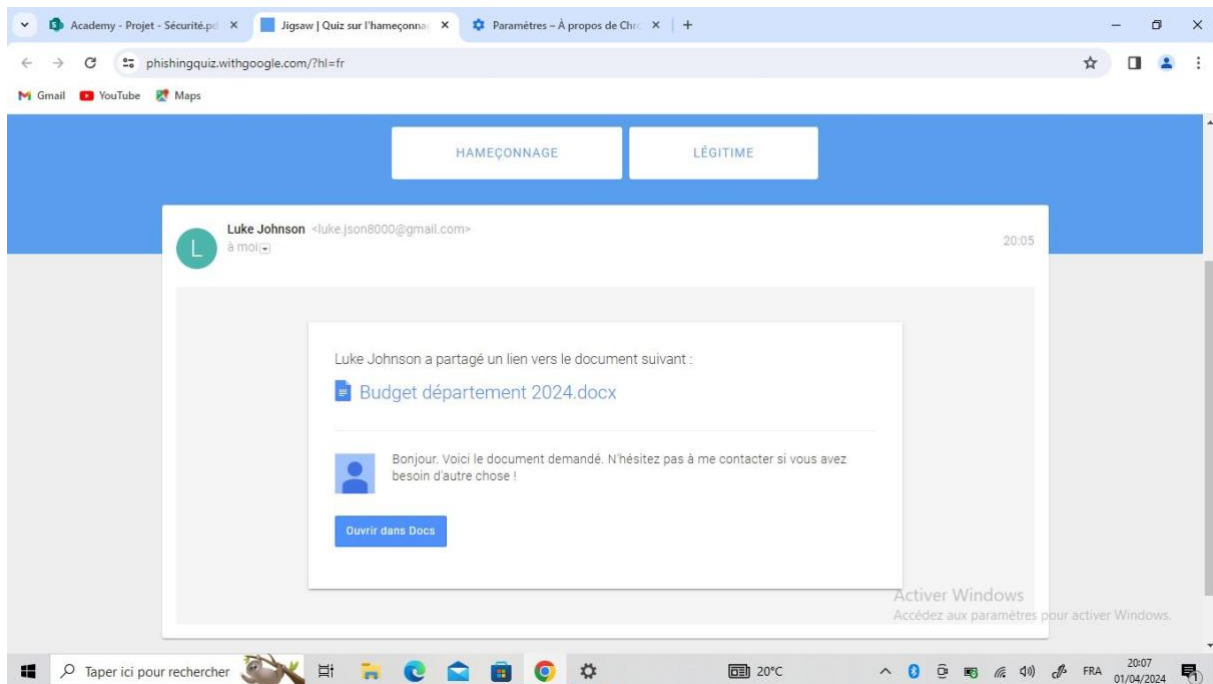 Academy - Projet - Sécurité.pd
Jigsaw | Quiz sur l'hameçonna
Paramètres – À propos de Chr
phishingquiz.withgoogle.com/?hl=fr
Gmail YouTube Maps
HAMEÇONNAGE LÉGITIME
Luke Johnson <luke.json8000@gmail.com>
à moi
20:05
L
Luke Johnson a partagé un lien vers le document suivant :
Budget département 2024.docx
Bonjour. Voici le document demandé. N'hésitez pas à me contacter si vous avez
besoin d'autre chose !
Ouvrir dans Docs
Activer Windows
Accédez aux paramètres pour activer Windows.
Taper ici pour rechercher
20°C
FRA
20:07
01/04/2024
1